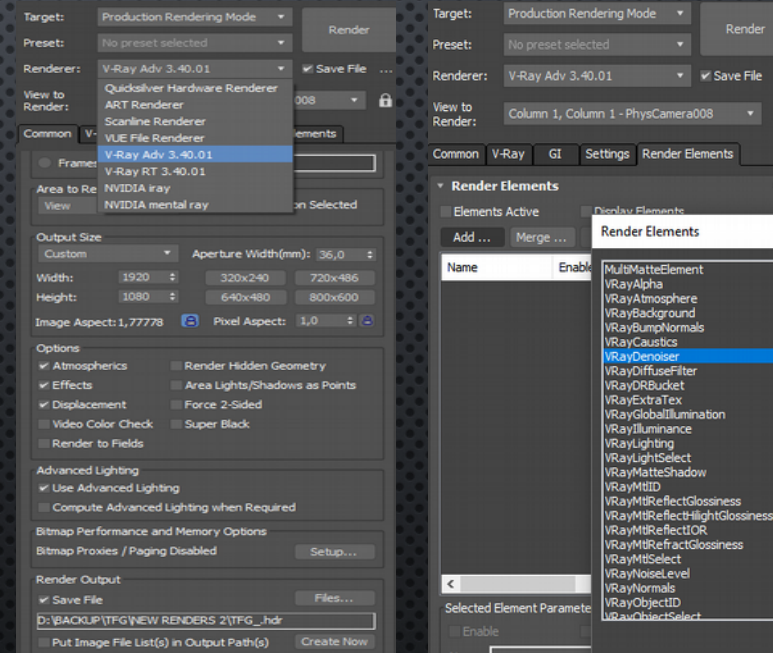 Target: Production Rendering Mode
Preset: No preset selected
Render
Renderer: V-Ray Adv 3.40.01 Save File ...
View to Render: 008
Quicksilver Hardware Renderer
ART Renderer
Scanline Renderer
VUE File Renderer
V-Ray Adv 3.40.01
V-Ray RT 3.40.01
NVIDIA iray
NVIDIA mental ray
Common V- lements
Frames
Area to Re
View on Selected
Output Size
Custom Aperture Width(mm): 36,0
Width: 1920 320x240 720x486
Height: 1080 640x480 800x600
Image Aspect: 1,77778 Pixel Aspect: 1,0
Options
Atmospherics Render Hidden Geometry
Effects Area Lights/Shadows as Points
Displacement Force 2-Sided
Video Color Check Super Black
Render to Fields
Advanced Lighting
Use Advanced Lighting
Compute Advanced Lighting when Required
Bitmap Performance and Memory Options
Bitmap Proxies / Paging Disabled Setup...
Render Output
Save File Files...
D:\BACKUP\TFG\NEW RENDERS 2\TFG_.hdr
Put Image File List(s) in Output Path(s) Create Now
Target: Production Rendering Mode
Preset: No preset selected
Render
Renderer: V-Ray Adv 3.40.01 Save File
View to Render: Column 1, Column 1 - PhysCamera008
Common V-Ray GI Settings Render Elements
Render Elements
Elements Active Display Elements
Add ... Merge ...
Name Enable
Render Elements
MultiMatteElement
VRayAlpha
VRayAtmosphere
VRayBackground
VRayBumpNormals
VRayCaustics
VRayDenoiser
VRayDiffuseFilter
VRayDRBucket
VRayExtraTex
VRayGlobalIllumination
VRayIlluminance
VRayLighting
VRayLightSelect
VRayMatteShadow
VRayMtlID
VRayMtlReflectGlossiness
VRayMtlReflectHilightGlossiness
VRayMtlReflectIOR
VRayMtlRefractGlossiness
VRayMtlSelect
VRayNoiseLevel
VRayNormals
VRayObjectID
VRayObjectSelect
Selected Element Paramete
Enable